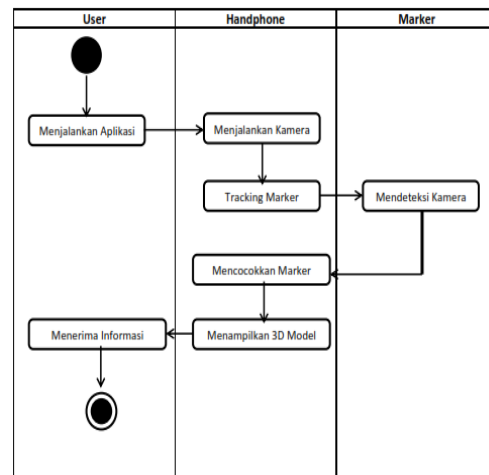 User Handphone Marker
Menjalankan Aplikasi Menjalankan Kamera
Tracking Marker Mendeteksi Kamera
Mencocokkan Marker
Menerima Informasi Menampilkan 3D Model